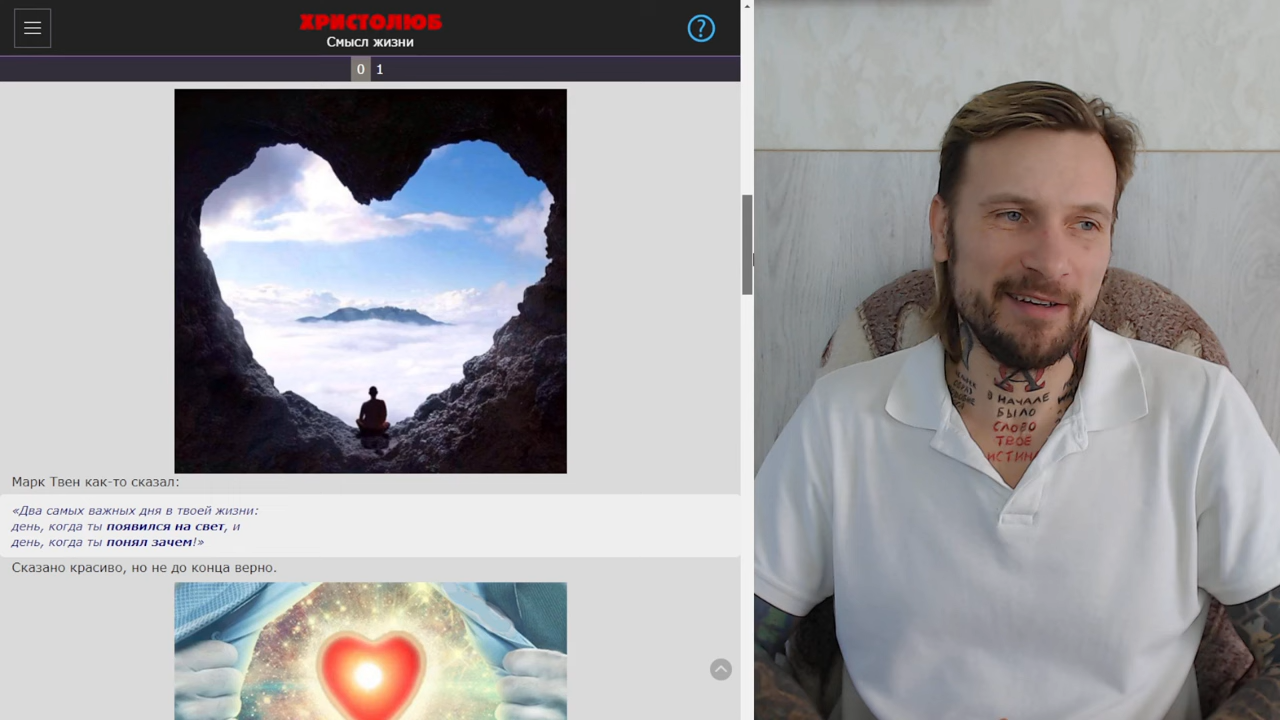 ХРИСТОЛЮБ
Смысл жизни
?
0 1
Марк Твен как-то сказал:
«Два самых важных дня в твоей жизни:
день, когда ты появился на свет, и
день, когда ты понял зачем!»
Сказано красиво, но не до конца верно.
А
В НАЧАЛЕ
БЫЛО
СЛОВО
ТВОЕ
ИСТИН